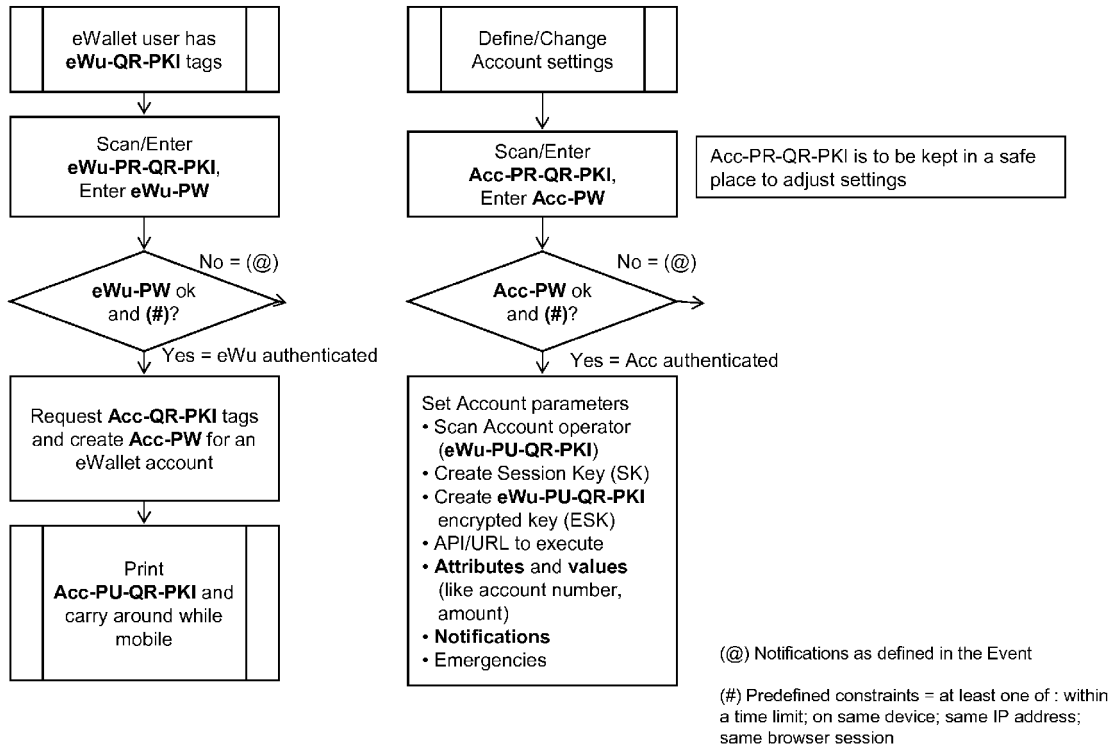 eWallet user has
eWu-QR-PKI tags
Scan/Enter
eWu-PR-QR-PKI,
Enter eWu-PW
No = (@)
eWu-PW ok
and (#)?
Yes = eWu authenticated
Request Acc-QR-PKI tags
and create Acc-PW for an
eWallet account
Print
Acc-PU-QR-PKI and
carry around while
mobile
Define/Change
Account settings
Scan/Enter
Acc-PR-QR-PKI,
Enter Acc-PW
No = (@)
Acc-PW ok
and (#)?
Yes = Acc authenticated
Set Account parameters
• Scan Account operator
(eWu-PU-QR-PKI)
• Create Session Key (SK)
• Create eWu-PU-QR-PKI
encrypted key (ESK)
• API/URL to execute
• Attributes and values
(like account number,
amount)
• Notifications
• Emergencies
Acc-PR-QR-PKI is to be kept in a safe
place to adjust settings
(@) Notifications as defined in the Event
(#) Predefined constraints = at least one of : within
a time limit; on same device; same IP address;
same browser session